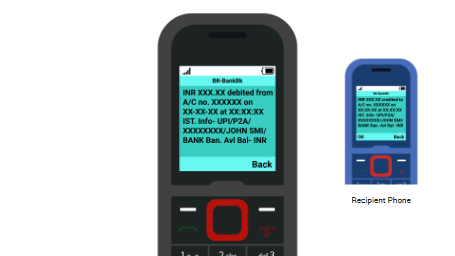 BK-BankBk
INR XXX.XX debited from
A/C no. XXXXXX on
XX-XX-XX at XX:XX:XX
IST. Info- UPI/P2A/
XXXXXXXX/JOHN SMI/
BANK Ban. Avl Bal- INR
Back
1
2 abc
def 3
BK-BankBk
INR XXX.XX credited to
A/C no. XXXXXX on
XX-XX-XX at XX:XX:XX
IST. Info- UPI/P2A/
XXXXXXXX/JOHN SMI/
BANK Ban. Avl Bal- INR
OK Back
Recipient Phone